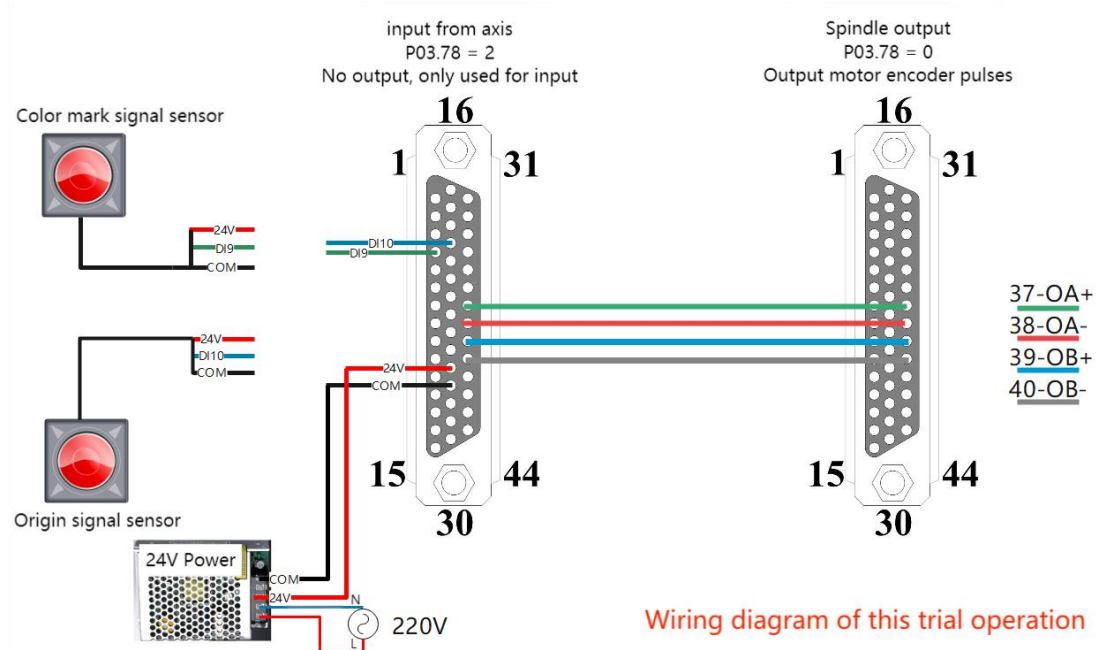 input from axis
P03.78 = 2
No output, only used for input
Spindle output
P03.78 = 0
Output motor encoder pulses
Color mark signal sensor
16
16
1
31
1
31
24V
DI9
COM
DI10
DI9
37-OA+
38-OA-
39-OB+
40-OB-
24V
DI10
COM
24V
COM
15
44
15
44
30
30
Origin signal sensor
24V Power
COM
24V
N
220V
L
Wiring diagram of this trial operation